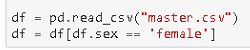 df = pd.read_csv("master.csv")
df = df[df.sex == 'female']